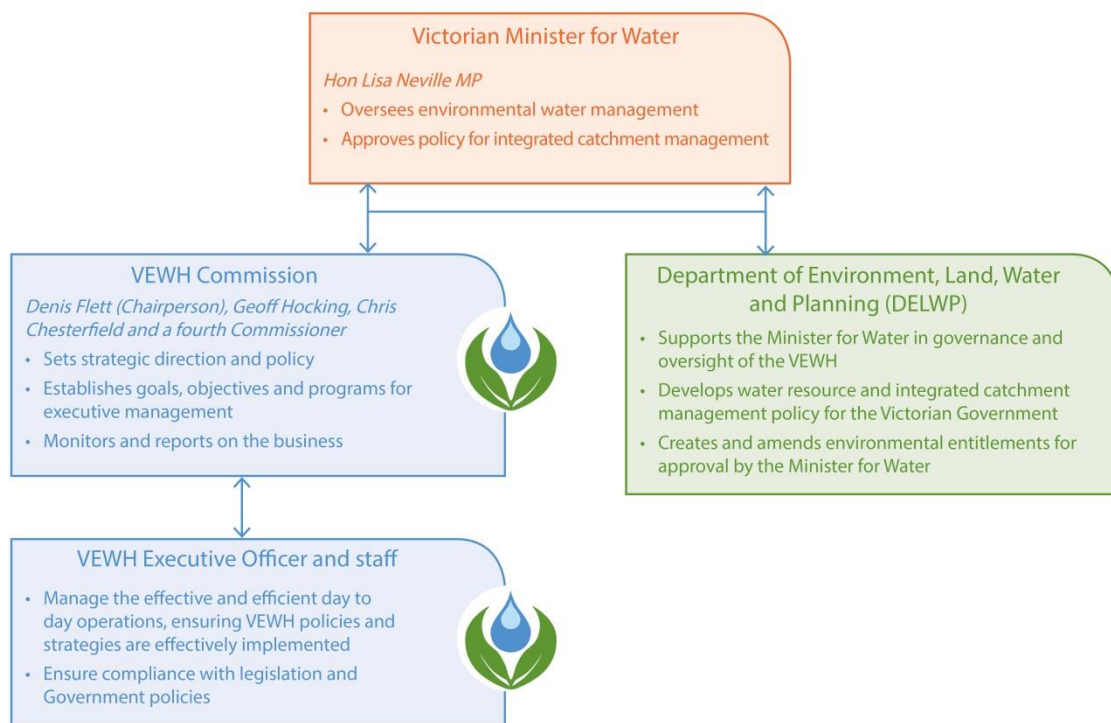 Victorian Minister for Water
Hon Lisa Neville MP
• Oversees environmental water management
• Approves policy for integrated catchment management
VEWH Commission
Denis Flett (Chairperson), Geoff Hocking, Chris
Chesterfield and a fourth Commissioner
• Sets strategic direction and policy
• Establishes goals, objectives and programs for
executive management
• Monitors and reports on the business
Department of Environment, Land, Water
and Planning (DELWP)
• Supports the Minister for Water in governance and
oversight of the VEWH
• Develops water resource and integrated catchment
management policy for the Victorian Government
• Creates and amends environmental entitlements for
approval by the Minister for Water
VEWH Executive Officer and staff
• Manage the effective and efficient day to
day operations, ensuring VEWH policies and
strategies are effectively implemented
• Ensure compliance with legislation and
Government policies